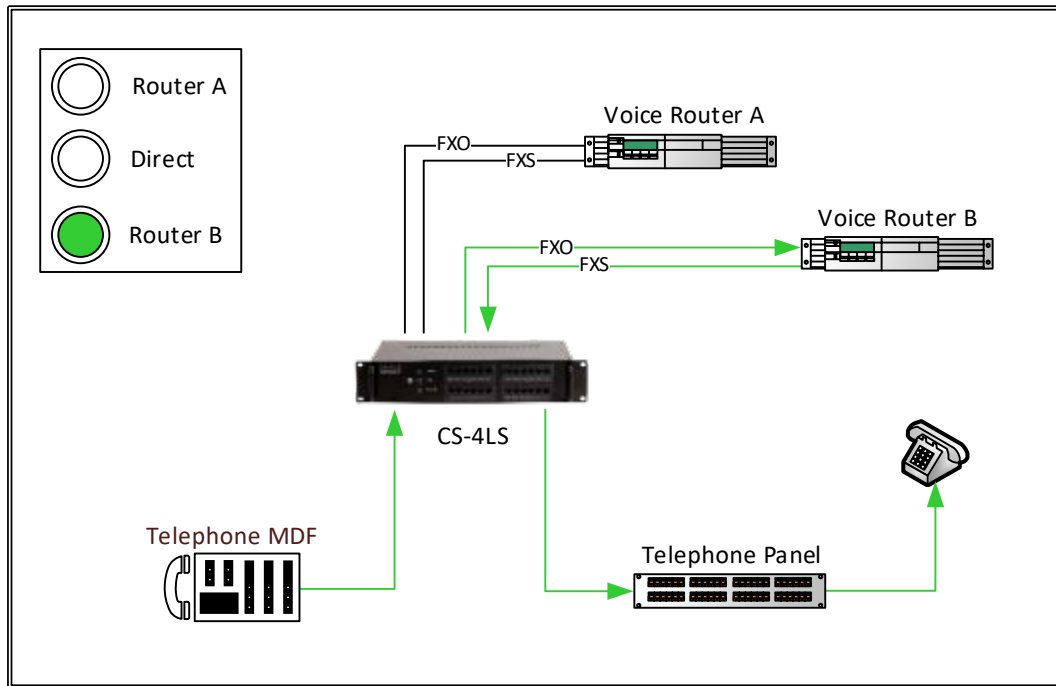 Router A
Direct
Router B
Voice Router A
FXO
FXS
Voice Router B
FXO
FXS
CS-4LS
Telephone MDF
Telephone Panel